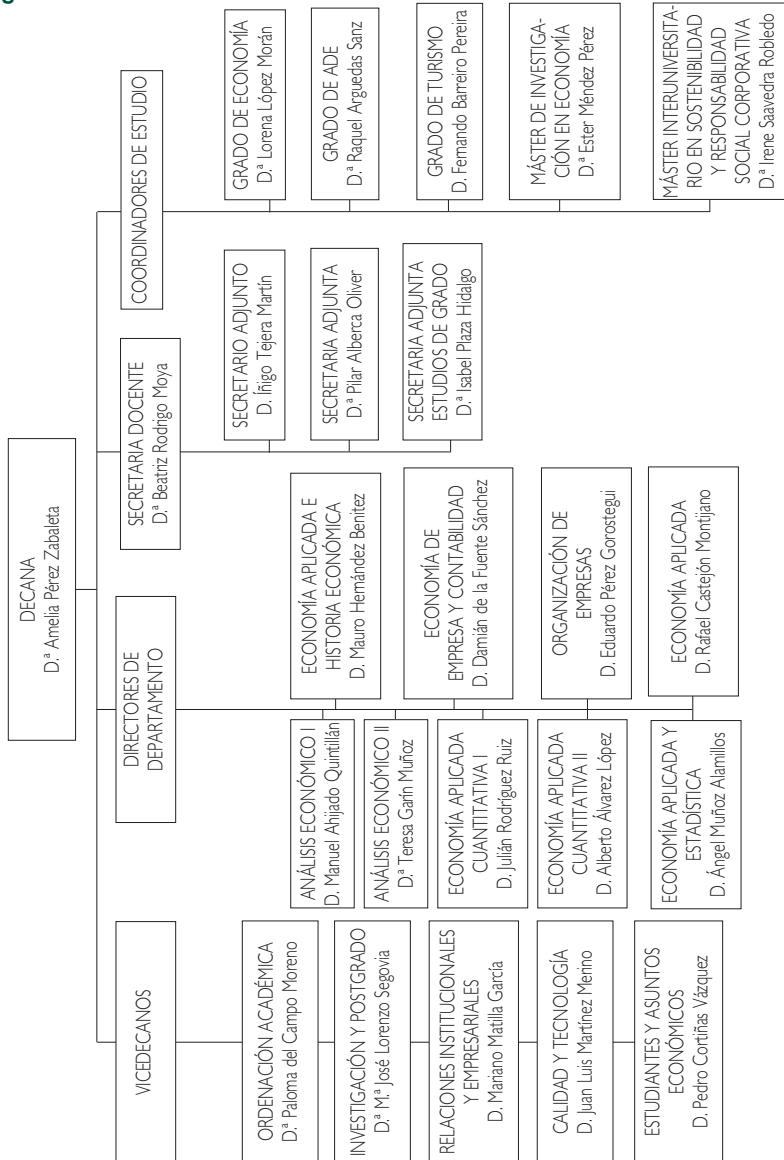 DECANA
D.ª Amelia Pérez Zabaleta
VICEDECANOS
ORDENACIÓN ACADÉMICA
D.ª Paloma del Campo Moreno
INVESTIGACIÓN Y POSTGRADO
D.ª M.ª José Lorenzo Segovia
RELACIONES INSTITUCIONALES
Y EMPRESARIALES
D. Mariano Matilla García
CALIDAD Y TECNOLOGÍA
D. Juan Luis Martínez Merino
ESTUDIANTES Y ASUNTOS
ECONÓMICOS
D. Pedro Cortiñas Vázquez
DIRECTORES DE
DEPARTAMENTO
ANÁLISIS ECONÓMICO I
D. Manuel Ahijado Quintillán
ANÁLISIS ECONÓMICO II
D.ª Teresa Garín Muñoz
ECONOMÍA APLICADA
CUANTITATIVA I
D. Julián Rodríguez Ruiz
ECONOMÍA APLICADA
CUANTITATIVA II
D. Alberto Álvarez López
ECONOMÍA APLICADA Y
ESTADÍSTICA
D. Ángel Muñoz Alamillos
ECONOMÍA APLICADA E
HISTORIA ECONÓMICA
D. Mauro Hernández Benitez
ECONOMÍA DE
EMPRESA Y CONTABILIDAD
D. Damián de la Fuente Sánchez
ORGANIZACIÓN DE
EMPRESAS
D. Eduardo Pérez Gorostegui
ECONOMÍA APLICADA
D. Rafael Castejón Montijano
SECRETARIA DOCENTE
D.ª Beatriz Rodrigo Moya
SECRETARIO ADJUNTO
D. Íñigo Tejera Martín
SECRETARIA ADJUNTA
D.ª Pilar Alberca Oliver
SECRETARIA ADJUNTA
ESTUDIOS DE GRADO
D.ª Isabel Plaza Hidalgo
COORDINADORES DE ESTUDIO
GRADO DE ECONOMÍA
D.ª Lorena López Morán
GRADO DE ADE
D.ª Raquel Arguedas Sanz
GRADO DE TURISMO
D. Fernando Barreiro Pereira
MÁSTER DE INVESTIGA-
CIÓN EN ECONOMÍA
D.ª Ester Méndez Pérez
MÁSTER INTERUNIVERSITA-
RIO EN SOSTENIBILIDAD
Y RESPONSABILIDAD
SOCIAL CORPORATIVA
D.ª Irene Saavedra Robledo